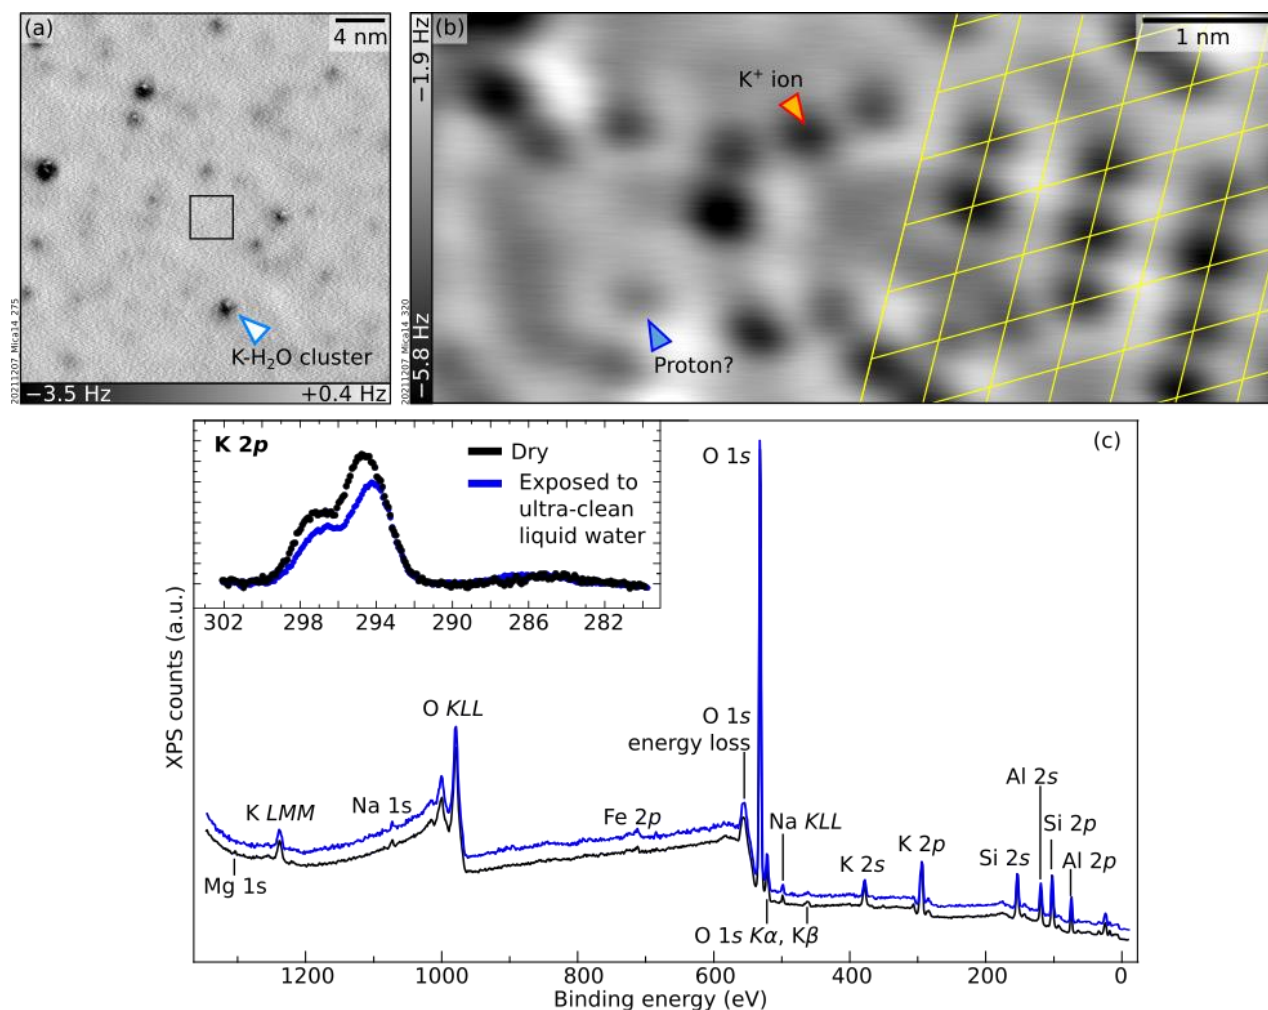 (a)
4 nm
K-H₂O cluster
−3.5 Hz
+0.4 Hz
20211207_Mica14_275
(b)
1 nm
K⁺ ion
Proton?
−1.9 Hz
−5.8 Hz
20211207_Mica14_320
K 2p
Dry
Exposed to
ultra-clean
liquid water
302
298
294
290
286
282
(c)
O 1s
O KLL
O 1s
energy loss
K LMM
Na 1s
Fe 2p
Na KLL
Mg 1s
O 1s Kα, Kβ
K 2s
K 2p
Si 2s
Al 2s
Si 2p
Al 2p
XPS counts (a.u.)
1200
1000
800
600
400
200
0
Binding energy (eV)